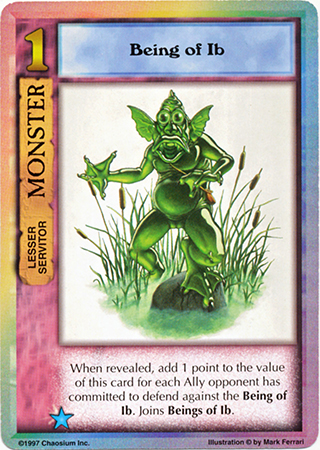 1
Being of Ib
MONSTER
LESSER
SERVITOR
When revealed, add 1 point to the value
of this card for each Ally opponent has
committed to defend against the Being of
Ib. Joins Beings of Ib.
©1997 Chaosium Inc.
Illustration © by Mark Ferrari